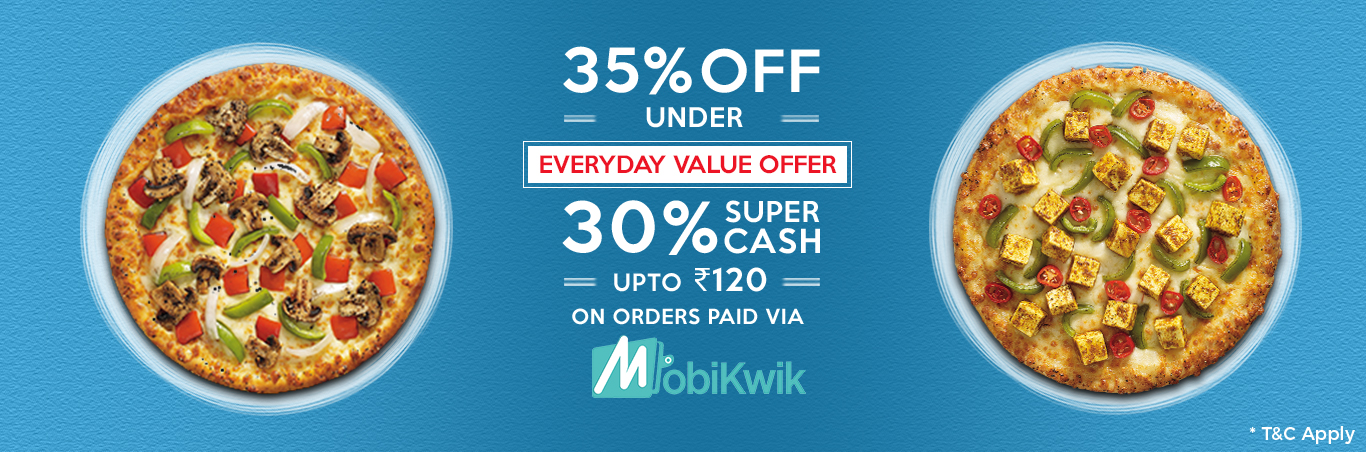 35% OFF
UNDER
EVERYDAY VALUE OFFER
30% SUPER CASH
UPTO ₹120
ON ORDERS PAID VIA
MobiKwik
* T&C Apply